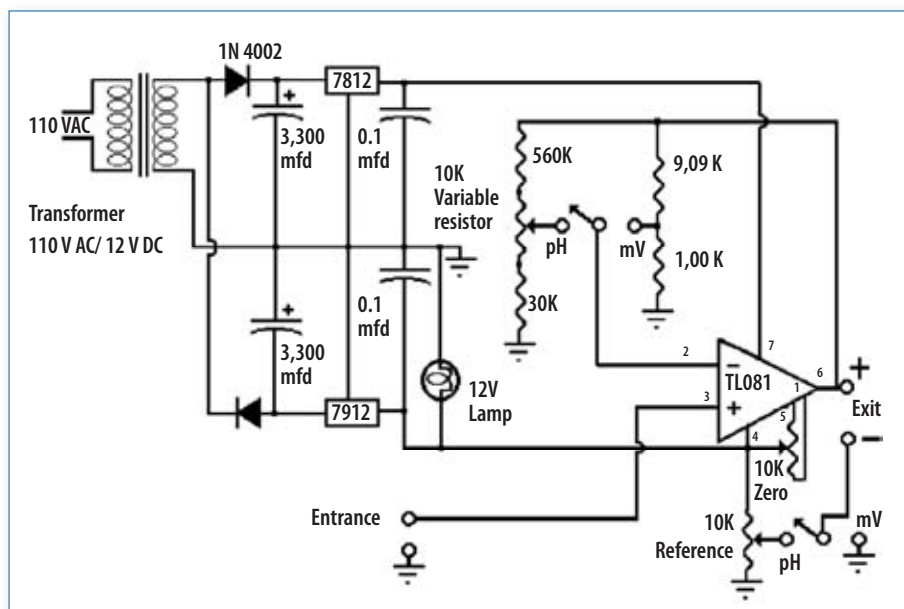 1N 4002
7812
110 VAC
3,300
mfd
0.1
mfd
560K
9,09 K
10K
Variable
resistor
Transformer
110 V AC/ 12 V DC
pH
mV
1,00 K
30K
0.1
mfd
3,300
mfd
7912
12V
Lamp
2
3
7
TL081
6
1
5
4
Exit
10K
Zero
Entrance
10K
Reference
pH
mV